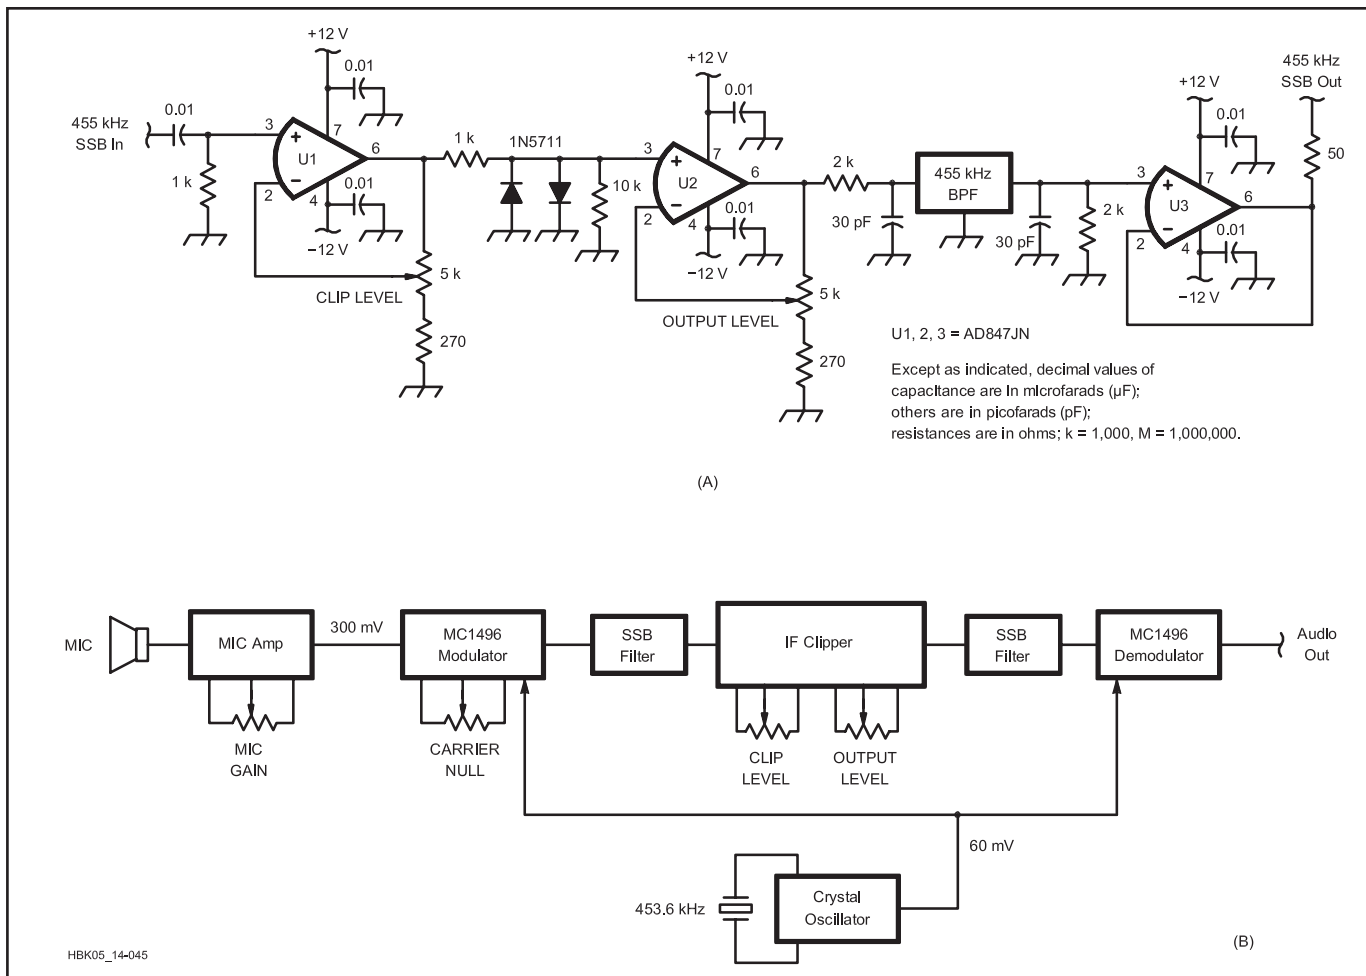 +12 V
0.01
0.01
455 kHz
SSB In
3
7
+
U1
6
1 k
−
2
4
0.01
−12 V
5 k
CLIP LEVEL
270
1 k
1N5711
10 k
+12 V
0.01
3
7
+
U2
6
−
2
4
0.01
−12 V
5 k
OUTPUT LEVEL
270
2 k
30 pF
455 kHz
BPF
30 pF
2 k
+12 V
0.01
3
7
+
U3
6
−
2
4
0.01
−12 V
455 kHz
SSB Out
50
U1, 2, 3 = AD847JN
Except as indicated, decimal values of
capacitance are in microfarads (µF);
others are in picofarads (pF);
resistances are in ohms; k = 1,000, M = 1,000,000.
(A)
MIC
MIC Amp
300 mV
MC1496
Modulator
SSB
Filter
IF Clipper
SSB
Filter
MC1496
Demodulator
Audio
Out
MIC
GAIN
CARRIER
NULL
CLIP
LEVEL
OUTPUT
LEVEL
60 mV
453.6 kHz
Crystal
Oscillator
HBK05_14-045
(B)